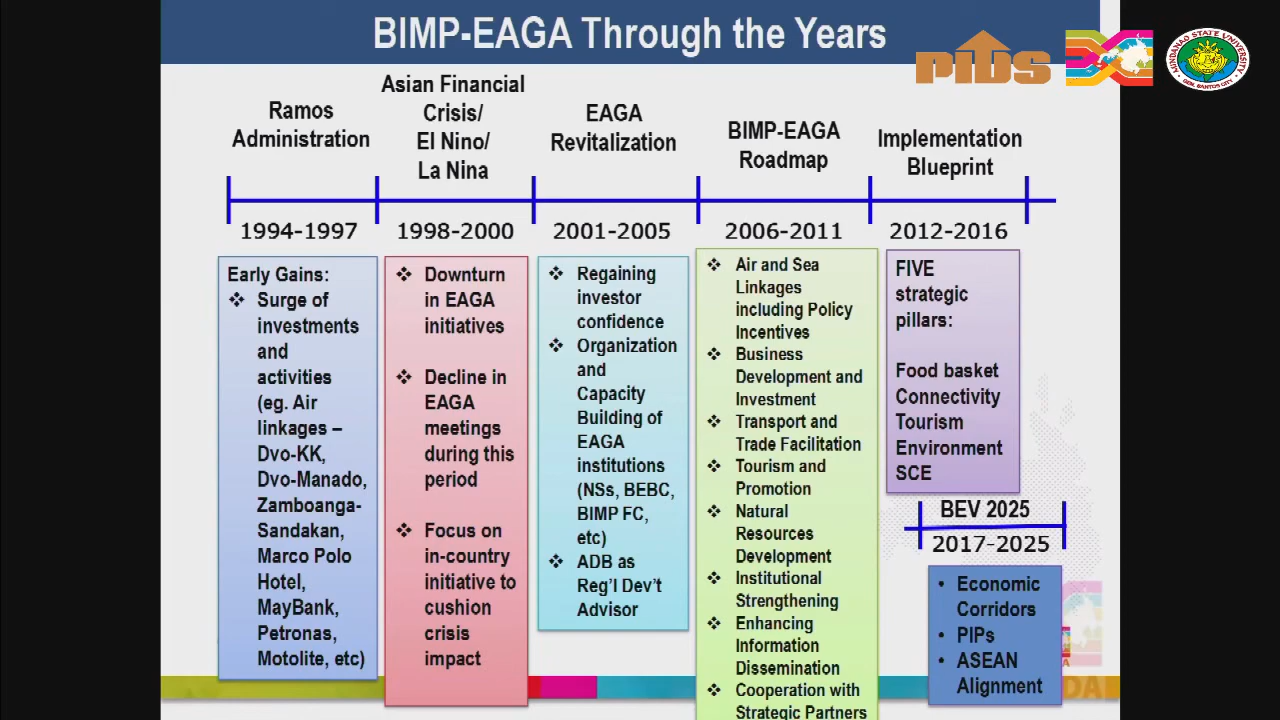 BIMP-EAGA Through the Years
PIDS
MINDANAO STATE UNIVERSITY
GEN. SANTOS CITY
Ramos
Administration
Asian Financial
Crisis/
El Nino/
La Nina
EAGA
Revitalization
BIMP-EAGA
Roadmap
Implementation
Blueprint
1994-1997
1998-2000
2001-2005
2006-2011
2012-2016
Early Gains:
❖ Surge of
investments
and
activities
(eg. Air
linkages –
Dvo-KK,
Dvo-Manado,
Zamboanga-
Sandakan,
Marco Polo
Hotel,
MayBank,
Petronas,
Motolite, etc)
❖ Downturn
in EAGA
initiatives
❖ Decline in
EAGA
meetings
during this
period
❖ Focus on
in-country
initiative to
cushion
crisis
impact
❖ Regaining
investor
confidence
❖ Organization
and
Capacity
Building of
EAGA
institutions
(NSs, BEBC,
BIMP FC,
etc)
❖ ADB as
Reg'l Dev't
Advisor
❖ Air and Sea
Linkages
including Policy
Incentives
❖ Business
Development and
Investment
❖ Transport and
Trade Facilitation
❖ Tourism and
Promotion
❖ Natural
Resources
Development
❖ Institutional
Strengthening
❖ Enhancing
Information
Dissemination
❖ Cooperation with
Strategic Partners
FIVE
strategic
pillars:
Food basket
Connectivity
Tourism
Environment
SCE
BEV 2025
2017-2025
• Economic
Corridors
• PIPs
• ASEAN
Alignment